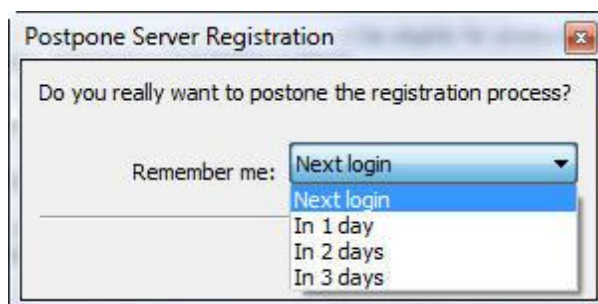 Postpone Server Registration
Do you really want to postone the registration process?
Remember me: Next login
Next login
In 1 day
In 2 days
In 3 days